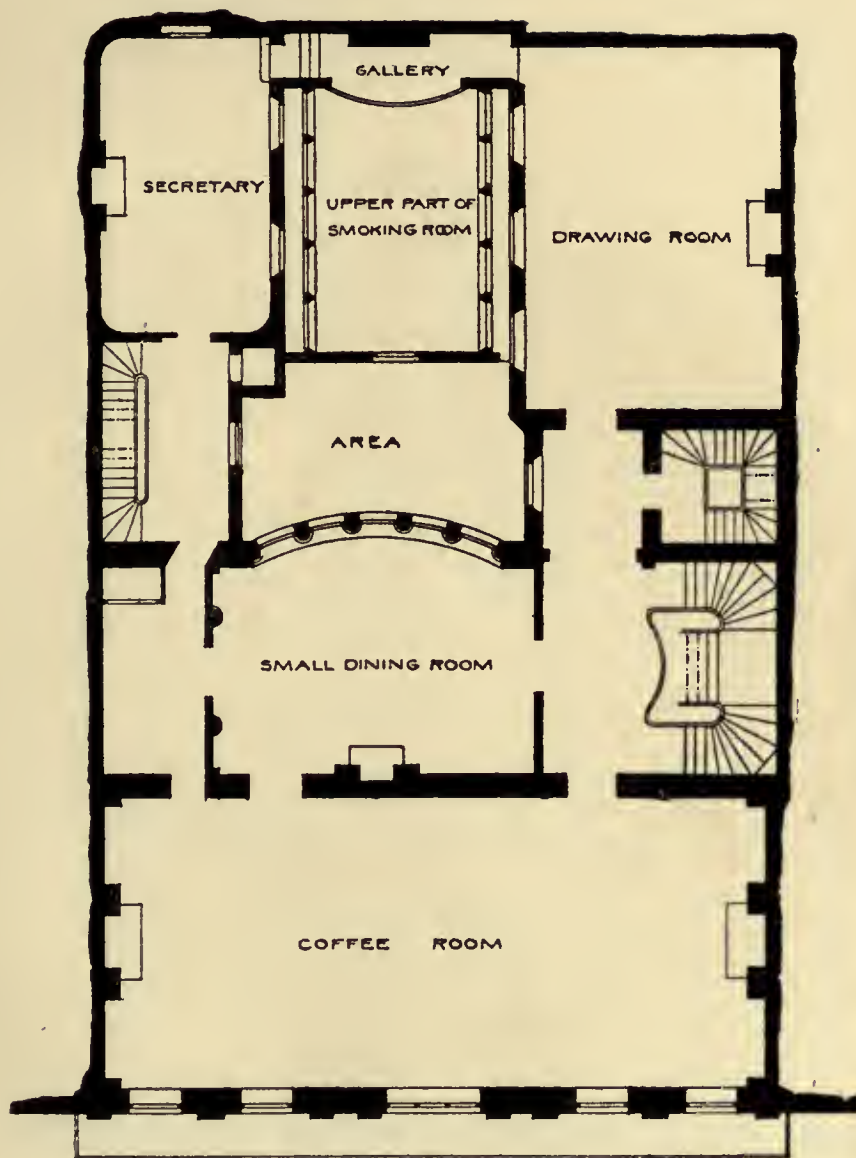 GALLERY
SECRETARY
UPPER PART OF
SMOKING ROOM
DRAWING ROOM
AREA
SMALL DINING ROOM
COFFEE ROOM